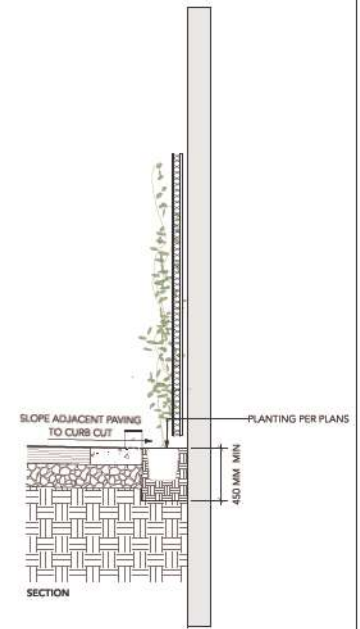 SLOPE ADJACENT PAVING
TO CURB CUT
PLANTING PER PLANS
450 MM MIN
SECTION